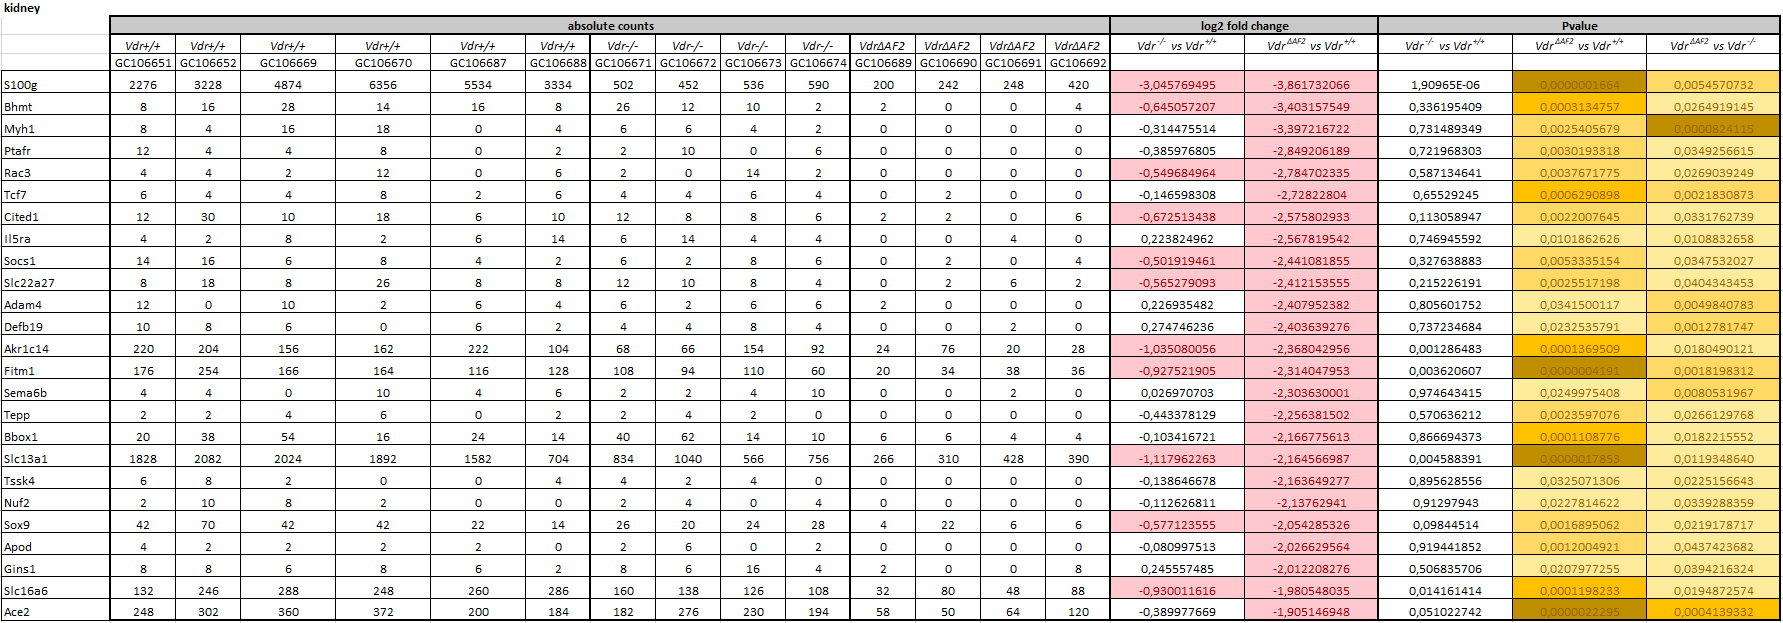 kidney
absolute counts log2 fold change Pvalue
Vdr+/+ Vdr+/+ Vdr+/+ Vdr+/+ Vdr+/+ Vdr+/+ Vdr-/- Vdr-/- Vdr-/- Vdr-/- VdrΔAF2 VdrΔAF2 VdrΔAF2 VdrΔAF2 Vdr-/- vs Vdr+/+ VdrΔAF2 vs Vdr+/+ Vdr-/- vs Vdr+/+ VdrΔAF2 vs Vdr+/+ VdrΔAF2 vs Vdr-/-
GC106651 GC106652 GC106669 GC106670 GC106687 GC106688 GC106671 GC106672 GC106673 GC106674 GC106689 GC106690 GC106691 GC106692
S100g 2276 3228 4874 6356 5534 3334 502 452 536 590 200 242 248 420 -3,045769495 -3,861732066 1,90965E-06 0,0000001664 0,0054570732
Bhmt 8 16 28 14 16 8 26 12 10 2 2 0 0 4 -0,645057207 -3,403157549 0,336195409 0,0003134757 0,0264919145
Myh1 8 4 16 18 0 4 6 6 4 2 0 0 0 0 -0,314475514 -3,397216722 0,731489349 0,0025405679 0,0000824115
Ptafr 12 4 4 8 0 2 2 10 0 6 0 0 0 0 -0,385976805 -2,849206189 0,721968303 0,0030193318 0,0349256615
Rac3 4 4 2 12 0 6 2 0 14 2 0 0 0 0 -0,549684964 -2,784702335 0,587134641 0,0037671775 0,0269039249
Tcf7 6 4 4 8 2 6 4 4 6 4 0 2 0 0 -0,146598308 -2,72822804 0,65529245 0,0006290898 0,0021830873
Cited1 12 30 10 18 6 10 12 8 8 6 2 2 0 6 -0,672513438 -2,575802933 0,113058947 0,0022007645 0,0331762739
Il5ra 4 2 8 2 6 14 6 14 4 4 0 0 4 0 0,223824962 -2,567819542 0,746945592 0,0101862626 0,0108832658
Socs1 14 16 6 8 4 2 6 2 8 6 0 2 0 4 -0,501919461 -2,441081855 0,327638883 0,0053335154 0,0347532027
Slc22a27 8 18 8 26 8 8 12 10 8 4 0 2 6 2 -0,565279093 -2,412153555 0,215226191 0,0025517198 0,0404343453
Adam4 12 0 10 2 6 4 6 2 6 6 2 0 0 0 0,226935482 -2,407952382 0,805601752 0,0341500117 0,0049840783
Defb19 10 8 6 0 6 2 4 4 8 4 0 0 2 0 0,274746236 -2,403639276 0,737234684 0,0232535791 0,0012781747
Akr1c14 220 204 156 162 222 104 68 66 154 92 24 76 20 28 -1,035080056 -2,368042956 0,001286483 0,0001369509 0,0180490121
Fitm1 176 254 166 164 116 128 108 94 110 60 20 34 38 36 -0,927521905 -2,314047953 0,003620607 0,0000004191 0,0018198312
Sema6b 4 4 0 10 4 6 2 2 4 10 0 0 2 0 0,026970703 -2,303630001 0,974643415 0,0249975408 0,0080531967
Tepp 2 2 4 6 0 2 2 4 2 0 0 0 0 0 -0,443378129 -2,256381502 0,570636212 0,0023597076 0,0266129768
Bbox1 20 38 54 16 24 14 40 62 14 10 6 6 4 4 -0,103416721 -2,166775613 0,866694373 0,0001108776 0,0182215552
Slc13a1 1828 2082 2024 1892 1582 704 834 1040 566 756 266 310 428 390 -1,117962263 -2,164566987 0,004588391 0,0000017853 0,0119348640
Tssk4 6 8 2 0 0 4 4 2 4 0 0 0 0 0 -0,138646678 -2,163649277 0,895628556 0,0325071306 0,0225156643
Nuf2 2 10 8 2 0 0 2 4 0 4 0 0 0 0 -0,112626811 -2,13762941 0,91297943 0,0227814622 0,0339288359
Sox9 42 70 42 42 22 14 26 20 24 28 4 22 6 6 -0,577123555 -2,054285326 0,09844514 0,0016895062 0,0219178717
Apod 4 2 2 2 2 0 2 6 0 2 0 0 0 0 -0,080997513 -2,026629564 0,919441852 0,0012004921 0,0437423682
Gins1 8 8 6 8 6 2 8 6 16 4 2 0 0 8 0,245557485 -2,012208276 0,506835706 0,0207977255 0,0394216324
Slc16a6 132 246 288 248 260 286 160 138 126 108 32 80 48 88 -0,930011616 -1,980548035 0,014161414 0,0001198233 0,0194872574
Ace2 248 302 360 372 200 184 182 276 230 194 58 50 64 120 -0,389977669 -1,905146948 0,051022742 0,0000022295 0,0004139332